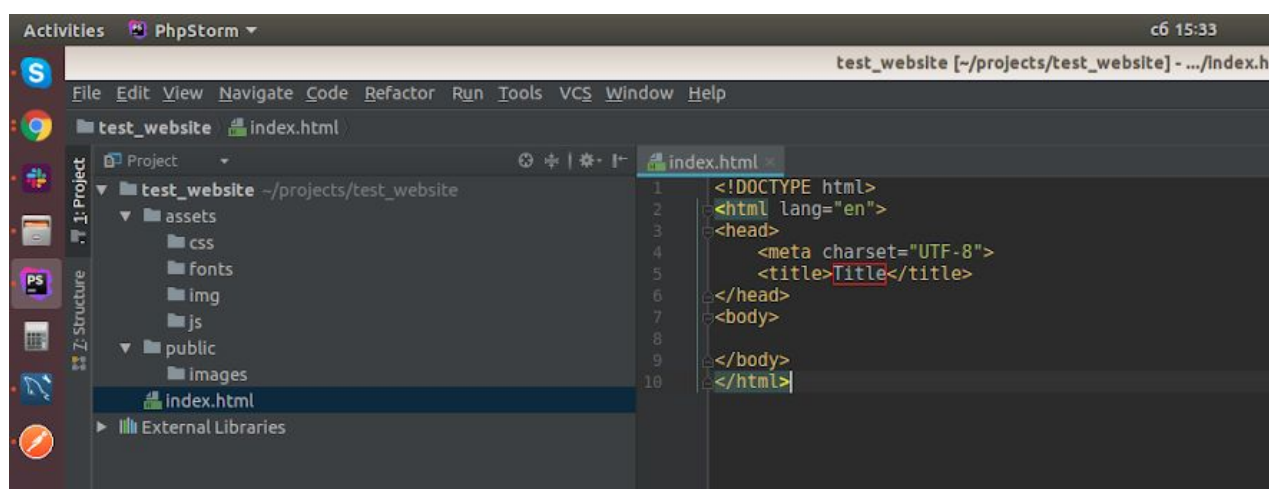 Activities PhpStorm сб 15:33
test_website [~/projects/test_website] - .../index.h
File Edit View Navigate Code Refactor Run Tools VCS Window Help
test_website index.html
1: Project
Z: Structure
Project
test_website ~/projects/test_website
assets
css
fonts
img
js
public
images
index.html
External Libraries
index.html
1 <!DOCTYPE html>
2 <html lang="en">
3 <head>
4 <meta charset="UTF-8">
5 <title>Title</title>
6 </head>
7 <body>
8
9 </body>
10 </html>
S
PS